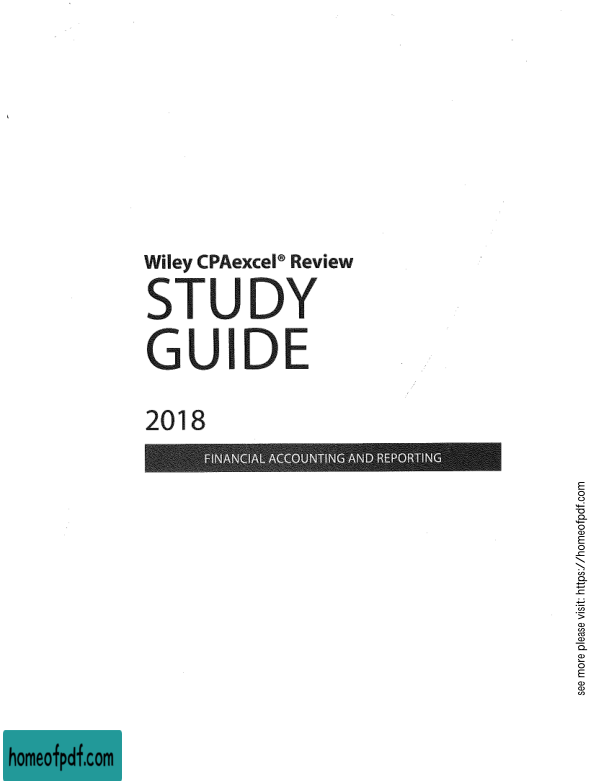 Wiley CPAexcel® Review
STUDY
GUIDE
2018
FINANCIAL ACCOUNTING AND REPORTING
see more please visit: https://homeofpdf.com
homeofpdf.com